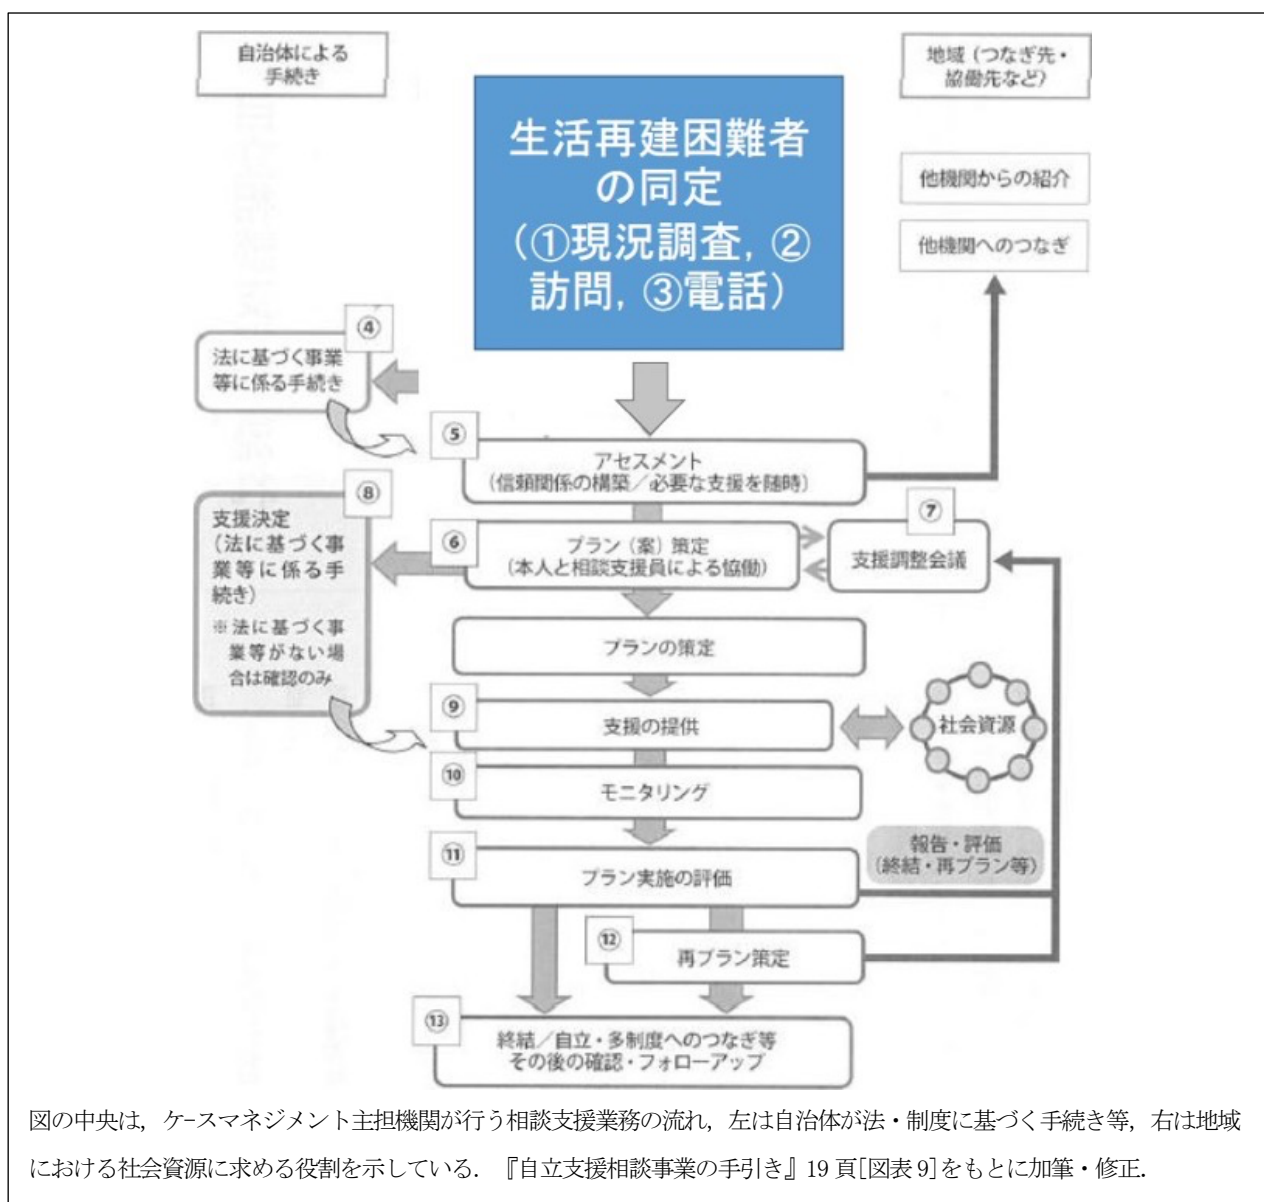 自治体による
手続き
地域（つなぎ先・
協働先など）
生活再建困難者
の同定
（①現況調査，②
訪問，③電話）
他機関からの紹介
他機関へのつなぎ
④
法に基づく事業
等に係る手続き
⑤
アセスメント
（信頼関係の構築／必要な支援を随時）
⑧
支援決定
（法に基づく事
業等に係る手
続き）
※法に基づく事
業等がない場
合は確認のみ
⑥
プラン（案）策定
（本人と相談支援員による協働）
⑦
支援調整会議
プランの策定
⑨
支援の提供
社会資源
⑩
モニタリング
⑪
プラン実施の評価
報告・評価
（終結・再プラン等）
⑫
再プラン策定
⑬
終結／自立・多制度へのつなぎ等
その後の確認・フォローアップ
図の中央は，ケｰスマネジメント主担機関が行う相談支援業務の流れ，左は自治体が法・制度に基づく手続き等，右は地域
における社会資源に求める役割を示している．『自立支援相談事業の手引き』19 頁[図表 9]をもとに加筆・修正．